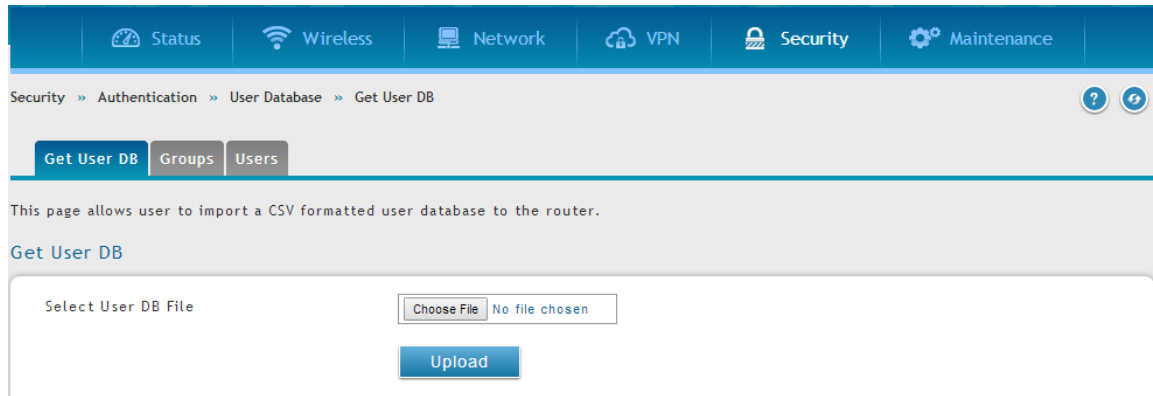 Status Wireless Network VPN Security Maintenance
Security » Authentication » User Database » Get User DB
Get User DB Groups Users
This page allows user to import a CSV formatted user database to the router.
Get User DB
Select User DB File Choose File No file chosen
Upload